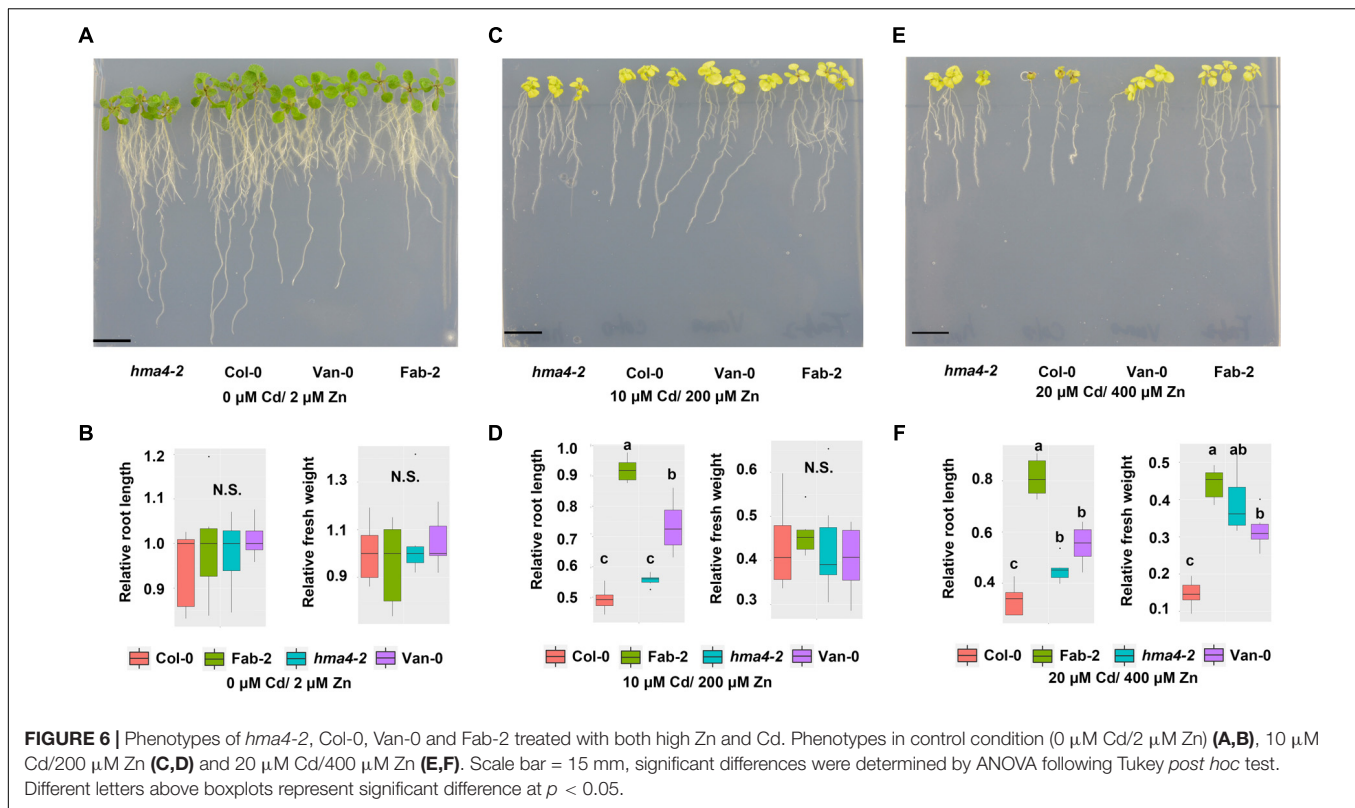 A
C
E
hma4-2 Col-0 Van-0 Fab-2
0 µM Cd/ 2 µM Zn
hma4-2 Col-0 Van-0 Fab-2
10 µM Cd/ 200 µM Zn
hma4-2 Col-0 Van-0 Fab-2
20 µM Cd/ 400 µM Zn
B
Relative root length
1.2
1.0
0.9
N.S.
Relative fresh weight
1.3
1.1
0.9
N.S.
Col-0 Fab-2 hma4-2 Van-0
0 µM Cd/ 2 µM Zn
D
Relative root length
1.0
0.9
0.8
0.7
0.6
0.5
c a c b
Relative fresh weight
0.6
0.5
0.4
0.3
N.S.
Col-0 Fab-2 hma4-2 Van-0
10 µM Cd/ 200 µM Zn
F
Relative root length
0.8
0.6
0.4
c a b b
Relative fresh weight
0.5
0.4
0.3
0.2
0.1
c a ab b
Col-0 Fab-2 hma4-2 Van-0
20 µM Cd/ 400 µM Zn
FIGURE 6 | Phenotypes of hma4-2, Col-0, Van-0 and Fab-2 treated with both high Zn and Cd. Phenotypes in control condition (0 µM Cd/2 µM Zn) (A,B), 10 µM
Cd/200 µM Zn (C,D) and 20 µM Cd/400 µM Zn (E,F). Scale bar = 15 mm, significant differences were determined by ANOVA following Tukey post hoc test.
Different letters above boxplots represent significant difference at p < 0.05.